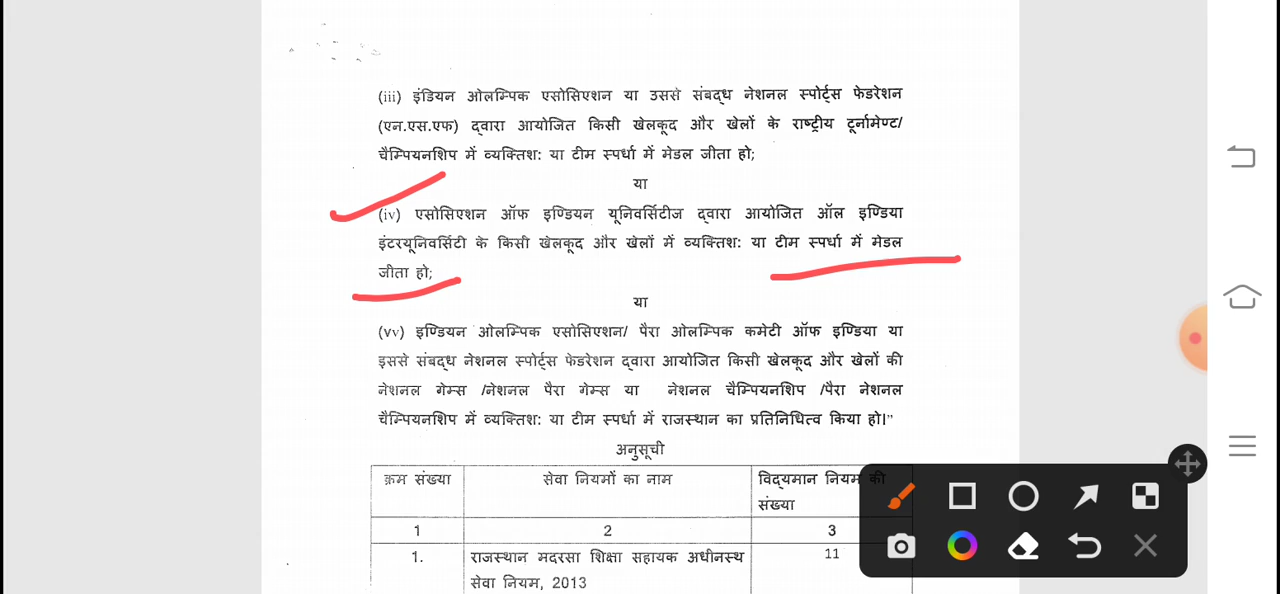 (iii) इंडियन ओलम्पिक एसोसिएशन या उससे संबद्ध नेशनल स्पोर्ट्स फेडरेशन
(एन.एस.एफ) द्वारा आयोजित किसी खेलकूद और खेलों के राष्ट्रीय टूर्नामेण्ट/
चैम्पियनशिप में व्यक्तिश: या टीम स्पर्धा में मेडल जीता हो;
या
(iv) एसोसिएशन ऑफ इण्डियन यूनिवर्सिटीज द्वारा आयोजित ऑल इण्डिया
इंटरयूनिवर्सिटी के किसी खेलकूद और खेलों में व्यक्तिश: या टीम स्पर्धा में मेडल
जीता हो;
या
(vv) इण्डियन ओलम्पिक एसोसिएशन/ पैरा ओलम्पिक कमेटी ऑफ इण्डिया या
इससे संबद्ध नेशनल स्पोर्ट्स फेडरेशन द्वारा आयोजित किसी खेलकूद और खेलों की
नेशनल गेम्स /नेशनल पैरा गेम्स या नेशनल चैम्पियनशिप /पैरा नेशनल
चैम्पियनशिप में व्यक्तिश: या टीम स्पर्धा में राजस्थान का प्रतिनिधित्व किया हो।”
अनुसूची
क्रम संख्या सेवा नियमों का नाम विद्यमान नियम की
संख्या
1 2 3
1. राजस्थान मदरसा शिक्षा सहायक अधीनस्थ 11
सेवा नियम, 2013